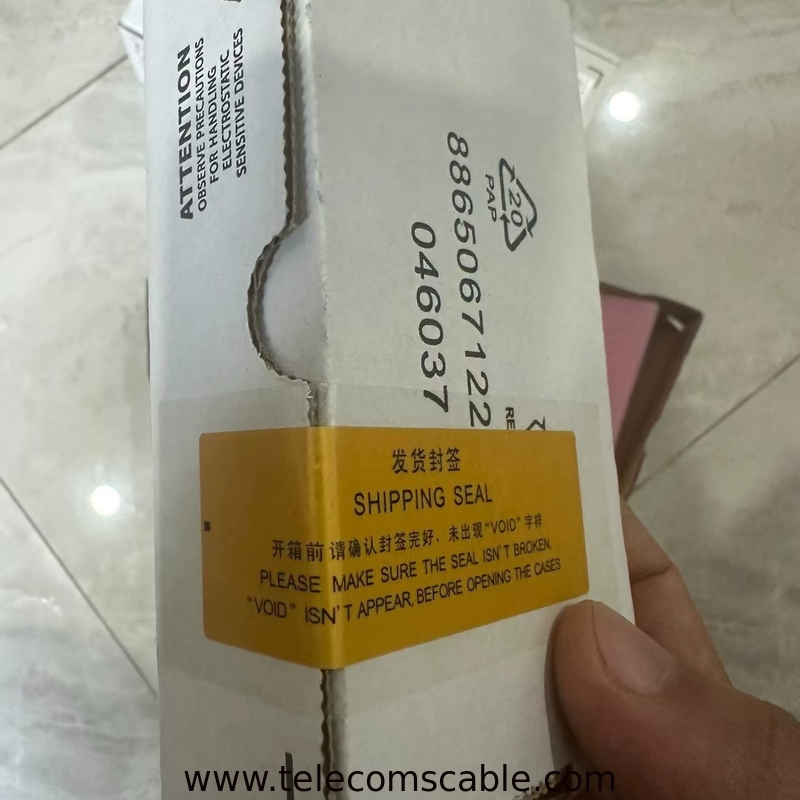 ATTENTION
OBSERVE PRECAUTIONS
FOR HANDLING
ELECTROSTATIC
SENSITIVE DEVICES
20
PAP
8865067122
046037
RE
发货封签
SHIPPING SEAL
开箱前请确认封签完好，未出现“VOID”字样
PLEASE MAKE SURE THE SEAL ISN'T BROKEN,
“VOID” ISN'T APPEAR, BEFORE OPENING THE CASES
www.telecomscable.com